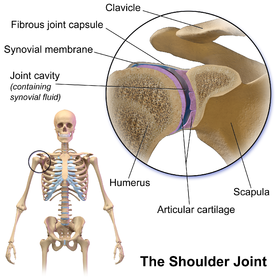 Clavicle
Fibrous joint capsule
Synovial membrane
Joint cavity
(containing
synovial fluid)
Humerus
Scapula
Articular cartilage
The Shoulder Joint